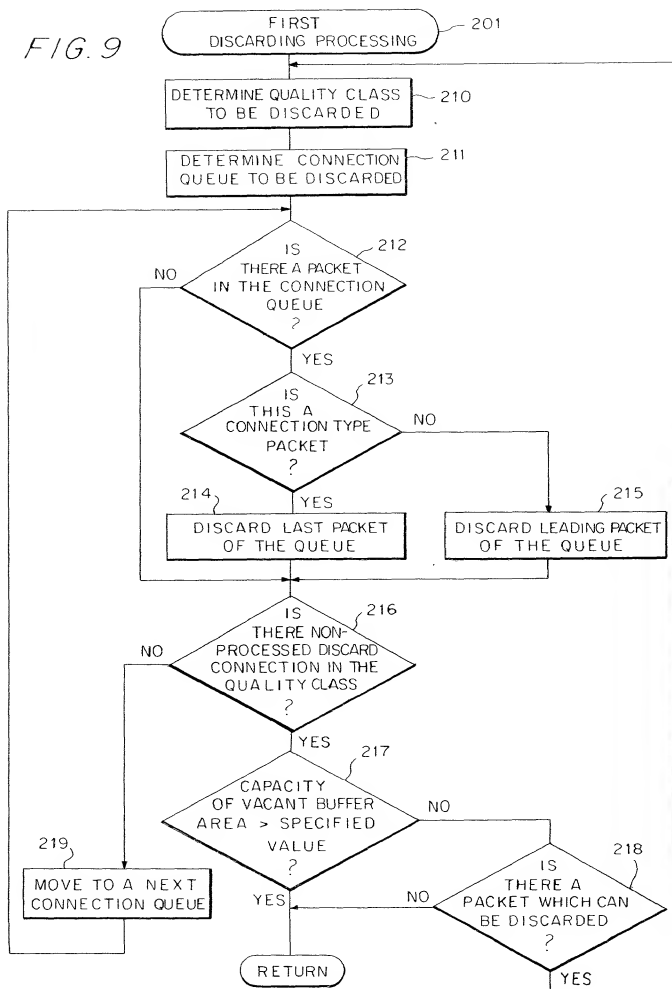 FIG. 9
FIRST
DISCARDING PROCESSING
201
DETERMINE QUALITY CLASS
TO BE DISCARDED
210
DETERMINE CONNECTION
QUEUE TO BE DISCARDED
211
IS
THERE A PACKET
IN THE CONNECTION
QUEUE
?
212
NO
YES
IS
THIS A
CONNECTION TYPE
PACKET
?
213
NO
YES
214
DISCARD LAST PACKET
OF THE QUEUE
215
DISCARD LEADING PACKET
OF THE QUEUE
IS
THERE NON-
PROCESSED DISCARD
CONNECTION IN THE
QUALITY CLASS
?
216
NO
YES
CAPACITY
OF VACANT BUFFER
AREA > SPECIFIED
VALUE
?
217
NO
YES
219
MOVE TO A NEXT
CONNECTION QUEUE
IS
THERE A
PACKET WHICH CAN
BE DISCARDED
?
218
NO
YES
RETURN